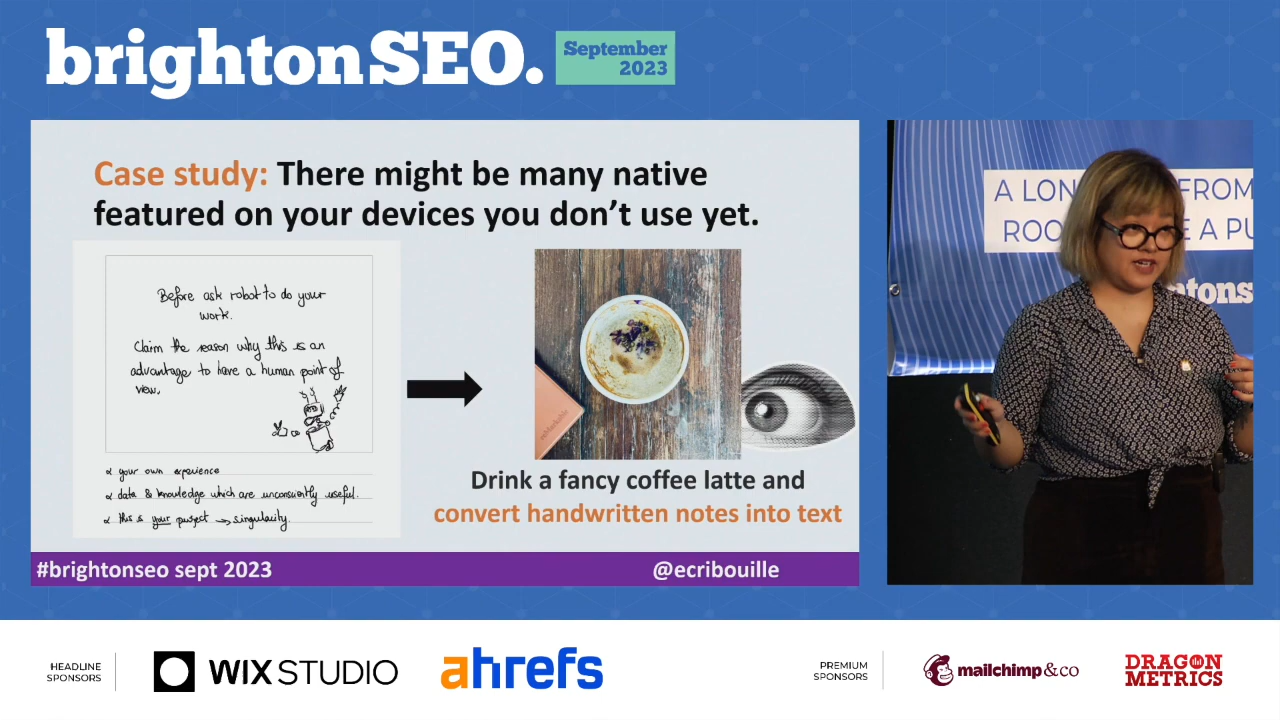 brightonSEO.
September
2023
Case study: There might be many native
featured on your devices you don't use yet.
Before ask robot to do your
work.
Claim the reason why this is an
advantage to have a human point of
view.
your own experience
data & knowledge which are unconsciently useful.
this is your purpose → singularity.
remarkable
Drink a fancy coffee latte and
convert handwritten notes into text
#brightonseo sept 2023
@ecribouille
A LON FROM
ROO E A PU
tons
HEADLINE
SPONSORS
WIX STUDIO
ahrefs
PREMIUM
SPONSORS
mailchimp & co
DRAGON
METRICS